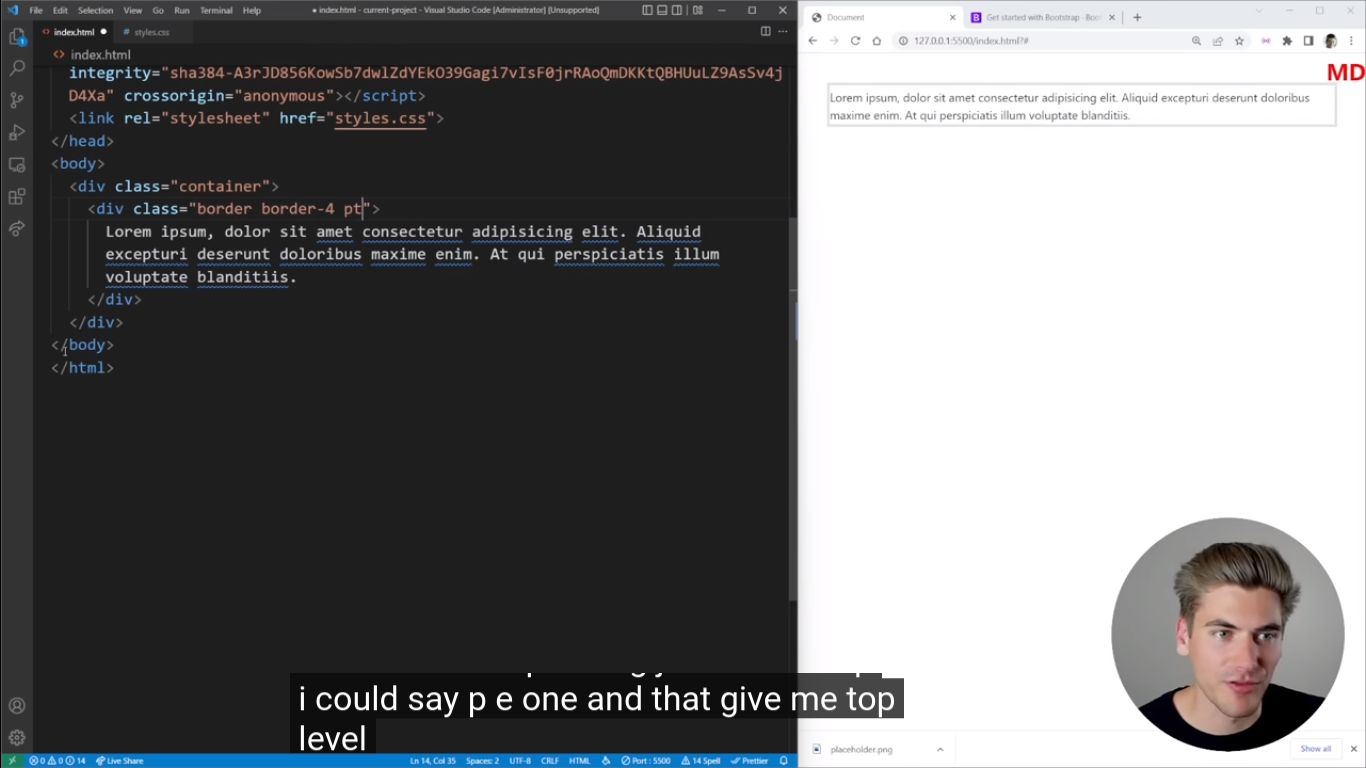 File Edit Selection View Go Run Terminal Help
● index.html - current-project - Visual Studio Code [Administrator] [Unsupported]
index.html ●
styles.css
index.html
integrity="sha384-A3rJD856KowSb7dwlZdYEkO39Gagi7vIsF0jrRAoQmDKKtQBHUuLZ9AsSv4j
D4Xa" crossorigin="anonymous"></script>
<link rel="stylesheet" href="styles.css">
</head>
<body>
<div class="container">
<div class="border border-4 pt">
Lorem ipsum, dolor sit amet consectetur adipisicing elit. Aliquid
excepturi deserunt doloribus maxime enim. At qui perspiciatis illum
voluptate blanditiis.
</div>
</div>
</body>
</html>
0 0 14 Live Share
Ln 14, Col 35 Spaces: 2 UTF-8 CRLF HTML Port : 5500 14 Spell Prettier
Document
Get started with Bootstrap · Boo
127.0.0.1:5500/index.html?#
MD
Lorem ipsum, dolor sit amet consectetur adipisicing elit. Aliquid excepturi deserunt doloribus
maxime enim. At qui perspiciatis illum voluptate blanditiis.
i could say p e one and that give me top
level
placeholder.png
Show all